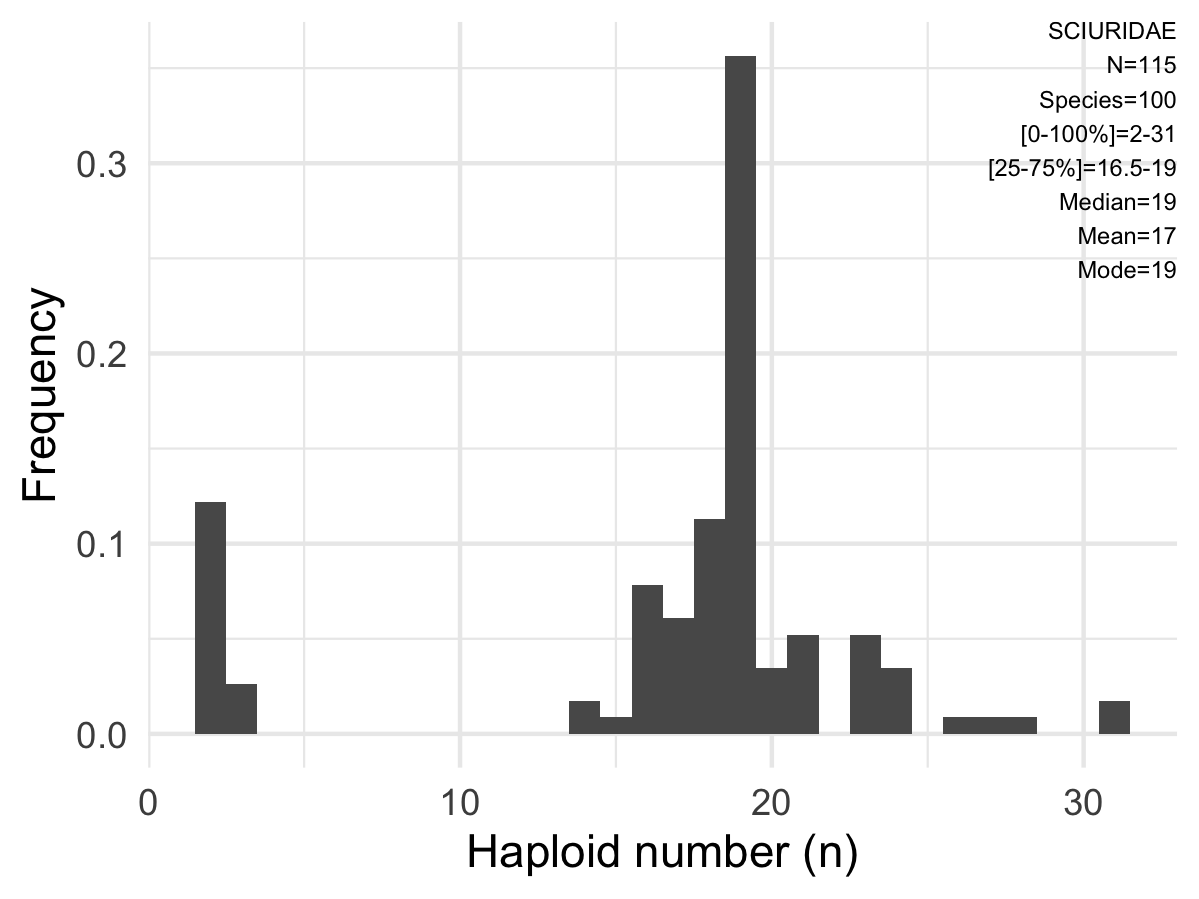 SCIURIDAE
N=115
Species=100
[0-100%]=2-31
[25-75%]=16.5-19
Median=19
Mean=17
Mode=19
Frequency
0.3
0.2
0.1
0.0
0 10 20 30
Haploid number (n)